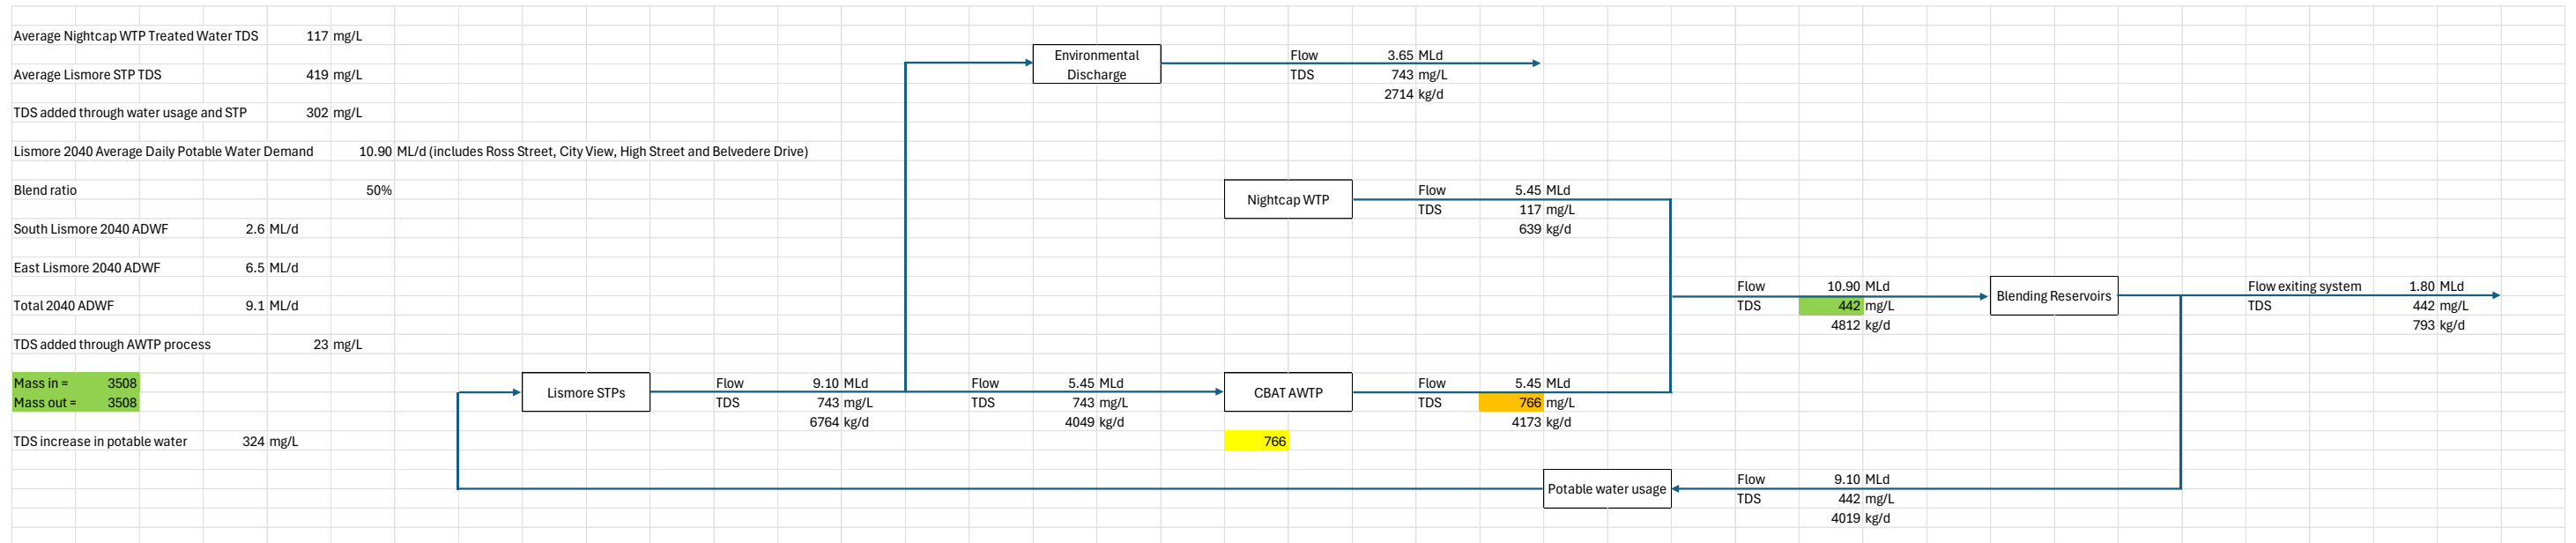 Average Nightcap WTP Treated Water TDS 117 mg/L
Average Lismore STP TDS 419 mg/L
TDS added through water usage and STP 302 mg/L
Lismore 2040 Average Daily Potable Water Demand 10.90 ML/d (includes Ross Street, City View, High Street and Belvedere Drive)
Blend ratio 50%
South Lismore 2040 ADWF 2.6 ML/d
East Lismore 2040 ADWF 6.5 ML/d
Total 2040 ADWF 9.1 ML/d
TDS added through AWTP process 23 mg/L
Mass in = 3508
Mass out = 3508
TDS increase in potable water 324 mg/L
Environmental
Discharge
Flow 3.65 MLd
TDS 743 mg/L
2714 kg/d
Nightcap WTP
Flow 5.45 MLd
TDS 117 mg/L
639 kg/d
Flow 10.90 MLd
TDS 442 mg/L
4812 kg/d
Blending Reservoirs
Flow exiting system 1.80 MLd
TDS 442 mg/L
793 kg/d
Lismore STPs
Flow 9.10 MLd
TDS 743 mg/L
6764 kg/d
Flow 5.45 MLd
TDS 743 mg/L
4049 kg/d
CBAT AWTP
766
Flow 5.45 MLd
TDS 766 mg/L
4173 kg/d
Potable water usage
Flow 9.10 MLd
TDS 442 mg/L
4019 kg/d